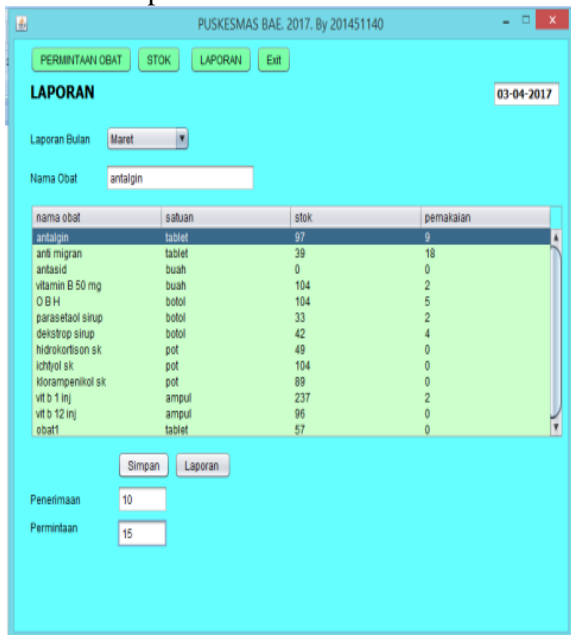 PUSKESMAS BAE. 2017. By 201451140
PERMINTAAN OBAT STOK LAPORAN Exit
LAPORAN
03-04-2017
Laporan Bulan Maret
Nama Obat antalgin
nama obat satuan stok pemakaian
antalgin tablet 97 9
anti migran tablet 39 18
antasid buah 0 0
vitamin B 50 mg buah 104 2
O B H botol 104 5
parasetaol sirup botol 33 2
dekstrop sirup botol 42 4
hidrokortison sk pot 49 0
ichtyol sk pot 104 0
klorampenikol sk pot 89 0
vit b 1 inj ampul 237 2
vit b 12 inj ampul 96 0
obat1 tablet 57 0
Simpan Laporan
Penerimaan 10
Permintaan 15